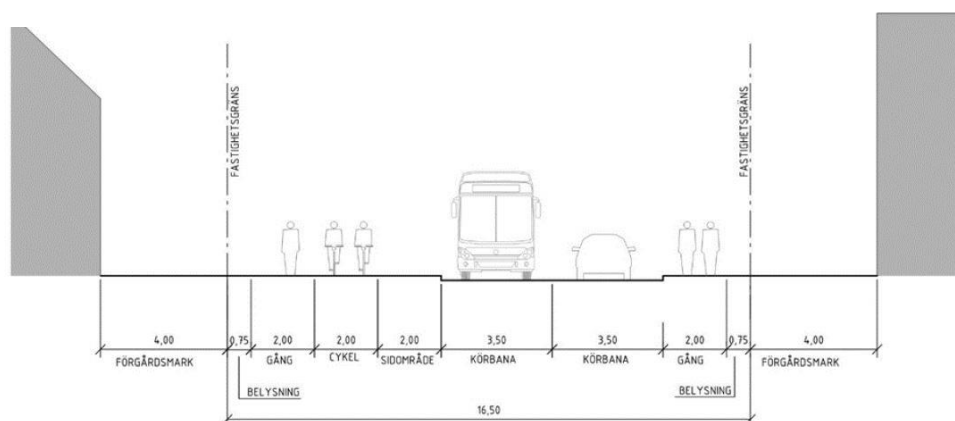 FASTIGHETSGRÄNS
FASTIGHETSGRÄNS
4,00 0,75 2,00 2,00 2,00 3,50 3,50 2,00 0,75 4,00
FÖRGÅRDSMARK GÅNG CYKEL SIDOMRÅDE KÖRBANA KÖRBANA GÅNG FÖRGÅRDSMARK
BELYSNING BELYSNING
16,50